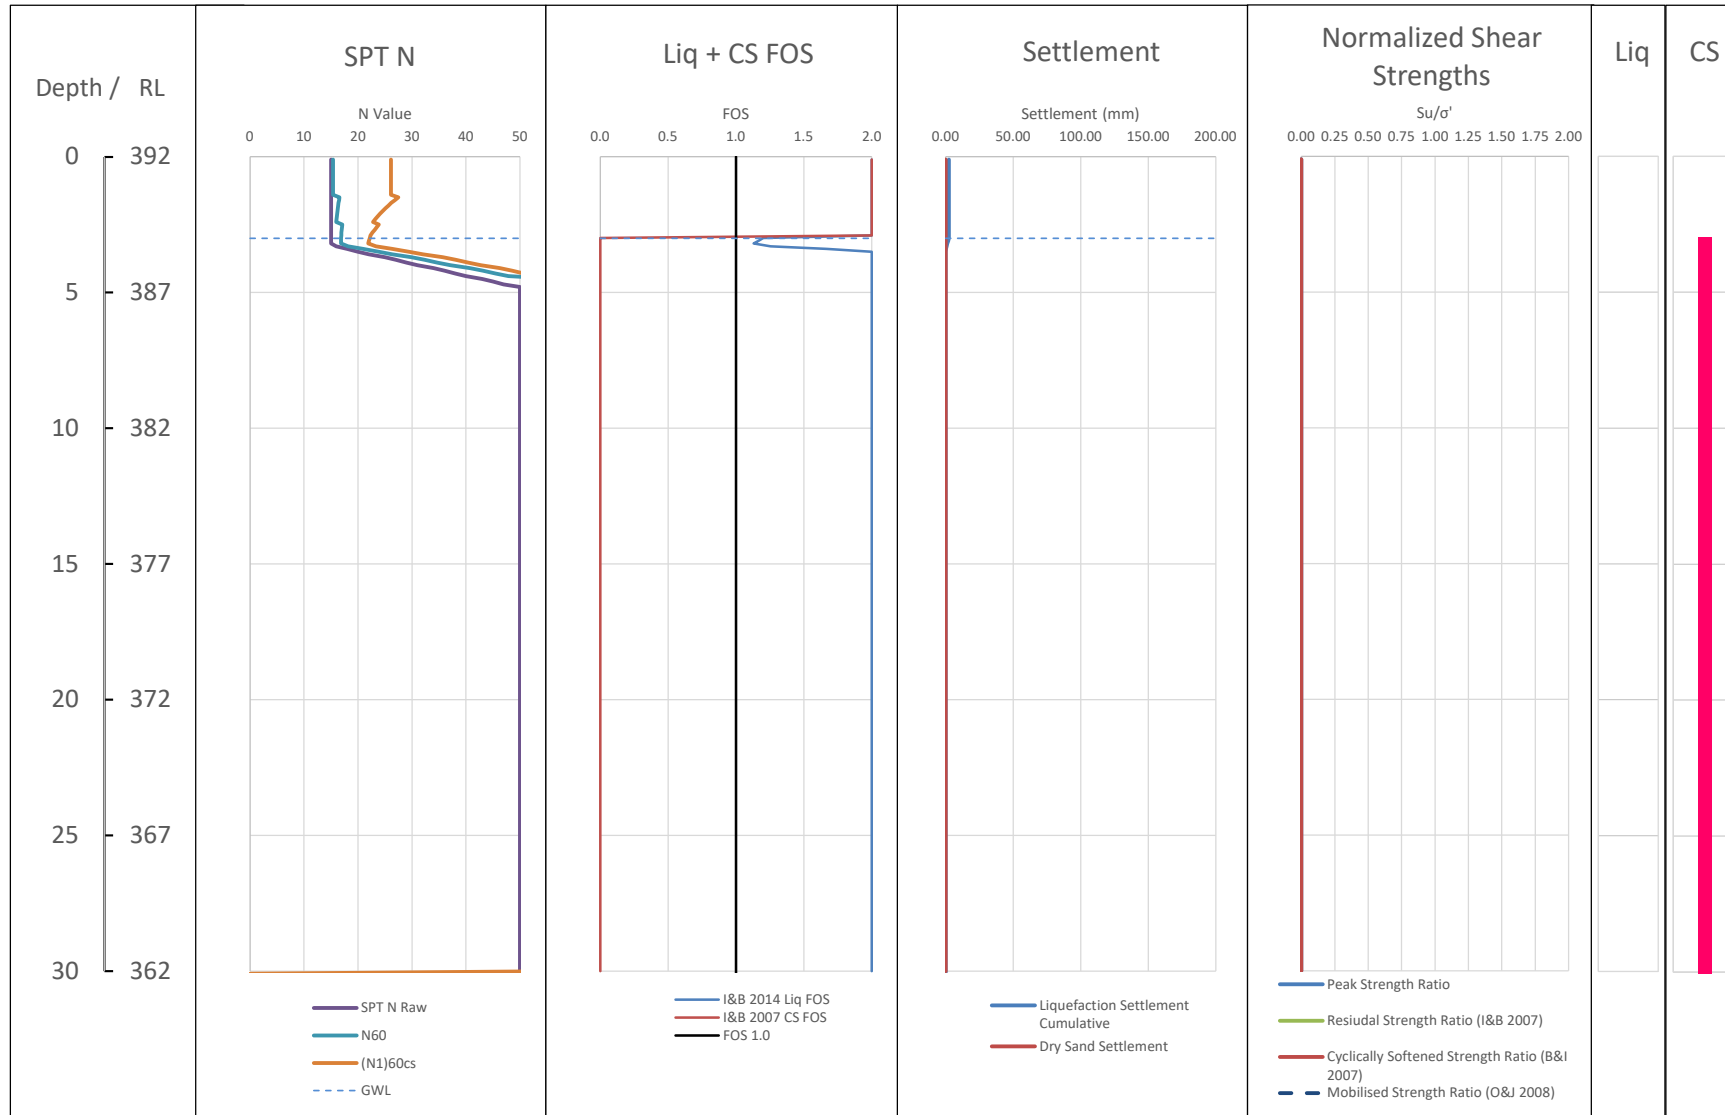 SPT N
Liq + CS FOS
Settlement
Normalized Shear
Strengths
Liq
CS
Depth / RL
N Value
FOS
Settlement (mm)
Su/σ'
0 10 20 30 40 50
0.0 0.5 1.0 1.5 2.0
0.00 50.00 100.00 150.00 200.00
0.00 0.25 0.50 0.75 1.00 1.25 1.50 1.75 2.00
0 392
5 387
10 382
15 377
20 372
25 367
30 362
SPT N Raw
N60
(N1)60cs
GWL
I&B 2014 Liq FOS
I&B 2007 CS FOS
FOS 1.0
Liquefaction Settlement
Cumulative
Dry Sand Settlement
Peak Strength Ratio
Resiudal Strength Ratio (I&B 2007)
Cyclically Softened Strength Ratio (B&I
2007)
Mobilised Strength Ratio (O&J 2008)